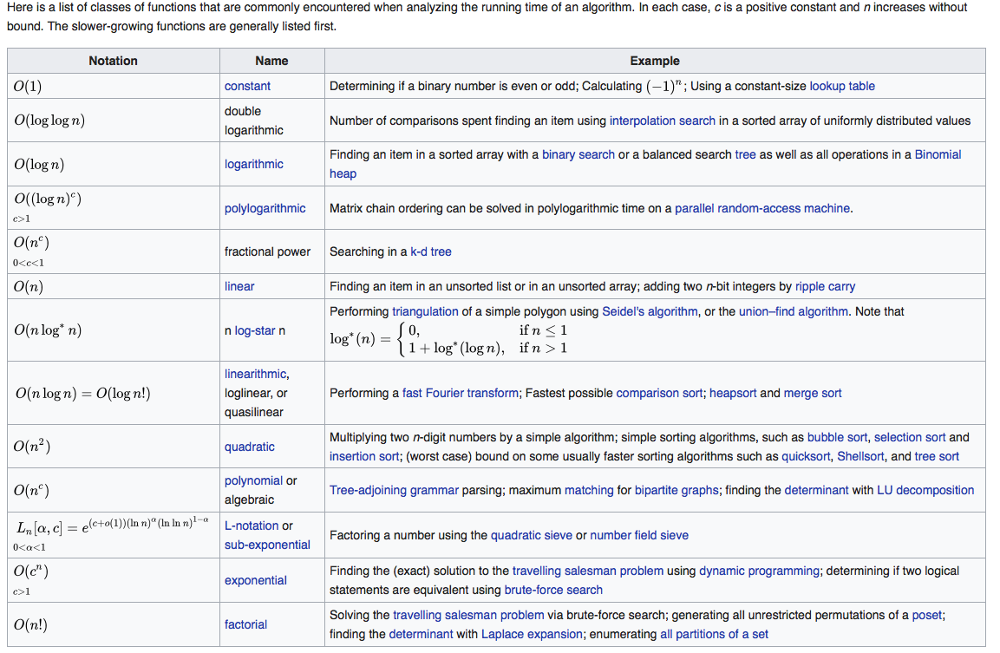 Here is a list of classes of functions that are commonly encountered when analyzing the running time of an algorithm. In each case, c is a positive constant and n increases without
bound. The slower-growing functions are generally listed first.
Notation Name Example
O(1) constant Determining if a binary number is even or odd; Calculating (−1)ⁿ; Using a constant-size lookup table
O(log log n) double
logarithmic Number of comparisons spent finding an item using interpolation search in a sorted array of uniformly distributed values
O(log n) logarithmic Finding an item in a sorted array with a binary search or a balanced search tree as well as all operations in a Binomial
heap
O((log n)ᶜ)
c>1
polylogarithmic Matrix chain ordering can be solved in polylogarithmic time on a parallel random-access machine.
O(nᶜ)
0<c<1
fractional power Searching in a k-d tree
O(n) linear Finding an item in an unsorted list or in an unsorted array; adding two n-bit integers by ripple carry
O(n log* n) n log-star n Performing triangulation of a simple polygon using Seidel's algorithm, or the union–find algorithm. Note that
log*(n) = { 0, if n ≤ 1
1 + log*(log n), if n > 1
O(n log n) = O(log n!) linearithmic,
loglinear, or
quasilinear
Performing a fast Fourier transform; Fastest possible comparison sort; heapsort and merge sort
O(n²) quadratic Multiplying two n-digit numbers by a simple algorithm; simple sorting algorithms, such as bubble sort, selection sort and
insertion sort; (worst case) bound on some usually faster sorting algorithms such as quicksort, Shellsort, and tree sort
O(nᶜ) polynomial or
algebraic
Tree-adjoining grammar parsing; maximum matching for bipartite graphs; finding the determinant with LU decomposition
Lₙ[α, c] = e^((c+o(1))(ln n)^α (ln ln n)^(1−α))
0<α<1
L-notation or
sub-exponential
Factoring a number using the quadratic sieve or number field sieve
O(cⁿ)
c>1
exponential Finding the (exact) solution to the travelling salesman problem using dynamic programming; determining if two logical
statements are equivalent using brute-force search
O(n!) factorial Solving the travelling salesman problem via brute-force search; generating all unrestricted permutations of a poset;
finding the determinant with Laplace expansion; enumerating all partitions of a set